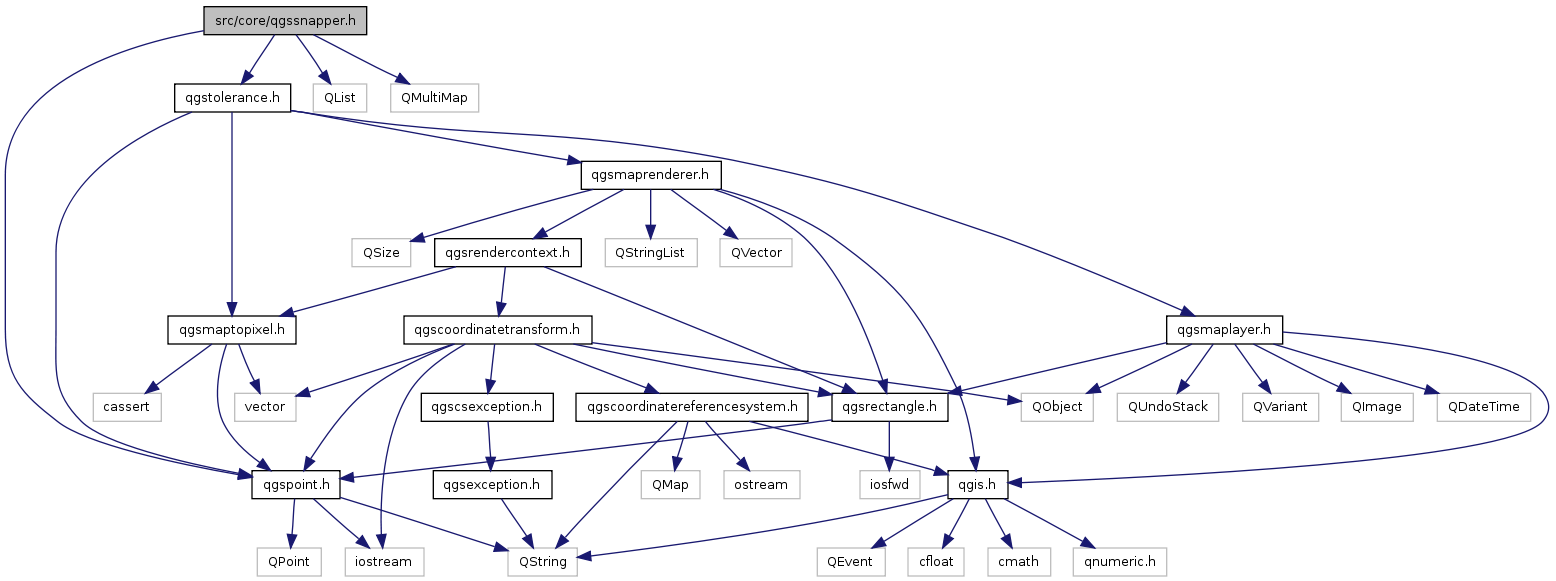 src/core/qgssnapper.h
qgstolerance.h
QList
QMultiMap
qgsmaprenderer.h
QSize
qgsrendercontext.h
QStringList
QVector
qgsmaptopixel.h
qgscoordinatetransform.h
qgsmaplayer.h
cassert
vector
qgscsexception.h
qgscoordinatereferencesystem.h
qgsrectangle.h
QObject
QUndoStack
QVariant
QImage
QDateTime
qgspoint.h
qgsexception.h
QMap
ostream
iosfwd
qgis.h
QPoint
iostream
QString
QEvent
cfloat
cmath
qnumeric.h